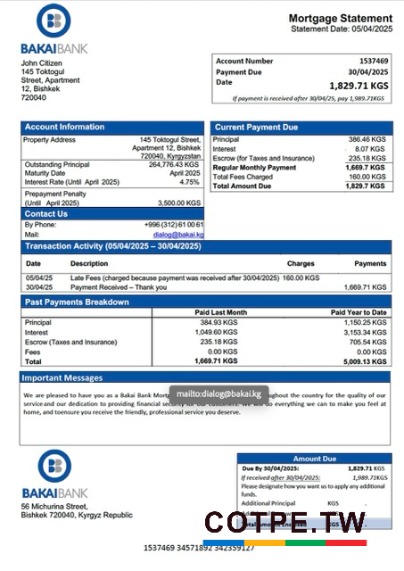 BAKAIBANK
Mortgage Statement
Statement Date: 05/04/2025
John Citizen
145 Toktogul
Street, Apartment
12, Bishkek
720040
Account Number 1537469
Payment Due 30/04/2025
Date 1,829.71 KGS
If payment is received after 30/04/25, pay 1,989.71KGS
Account Information
Property Address 145 Toktogul Street,
Apartment 12, Bishkek
720040, Kyrgyzstan
Outstanding Principal 264,776.43 KGS
Maturity Date April 2025
Interest Rate (Until April 2025) 4.75%
Prepayment Penalty
(Until April 2025) 3,500.00 KGS
Contact Us
By Phone: +996 (312) 61 00 61
Mail: dialog@bakai.kg
Current Payment Due
Principal 386.46 KGS
Interest 8.07 KGS
Escrow (for Taxes and Insurance) 235.18 KGS
Regular Monthly Payment 1,669.7 KGS
Total Fees Charged 160.00 KGS
Total Amount Due 1,829.7 KGS
Transaction Activity (05/04/2025 – 30/04/2025)
Date Description Charges Payments
05/04/25 Late Fees (charged because payment was received after 30/04/2025) 160.00 KGS
30/04/25 Payment Received – Thank you 1,669.71 KGS
Past Payments Breakdown
Paid Last Month Paid Year to Date
Principal 384.93 KGS 1,150.25 KGS
Interest 1,049.60 KGS 3,153.34 KGS
Escrow (Taxes and Insurance) 235.18 KGS 705.54 KGS
Fees 0.00 KGS 0.00 KGS
Total 1,669.71 KGS 5,009.13 KGS
Important Messages
We are pleased to have you as a Bakai Bank
mailto:dialog@bakai.kg
country for the quality of our
service and our dedication to providing financial everything we can to make you feel at
home, and to ensure you receive the friendly, professional service you deserve.
BAKAIBANK
56 Michurina Street,
Bishkek 720040, Kyrgyz Republic
Amount Due
Due By 30/04/2025: 1,829.71 KGS
If received after 30/04/2025: 1,989.71KGS
Please designate how you want us to apply any additional
funds.
Additional Principal KGS
COTPE.TW
1537469 34571892 342359127